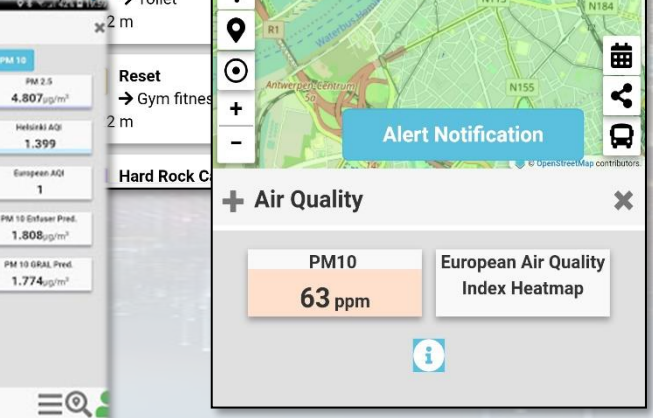 PM 10
PM 2.5
4.807µg/m³
Helsinki AQI
1.399
European AQI
1
PM 10 Enfuser Pred.
1.808µg/m³
PM 10 GRAL Pred.
1.774µg/m³
2 m
Reset
→ Gym fitnes
2 m
Hard Rock C
R1
N184
Antwerpen-Centrum
5a
N155
+
−
Alert Notification
© OpenStreetMap contributors.
Air Quality
PM10
63 ppm
European Air Quality
Index Heatmap
i